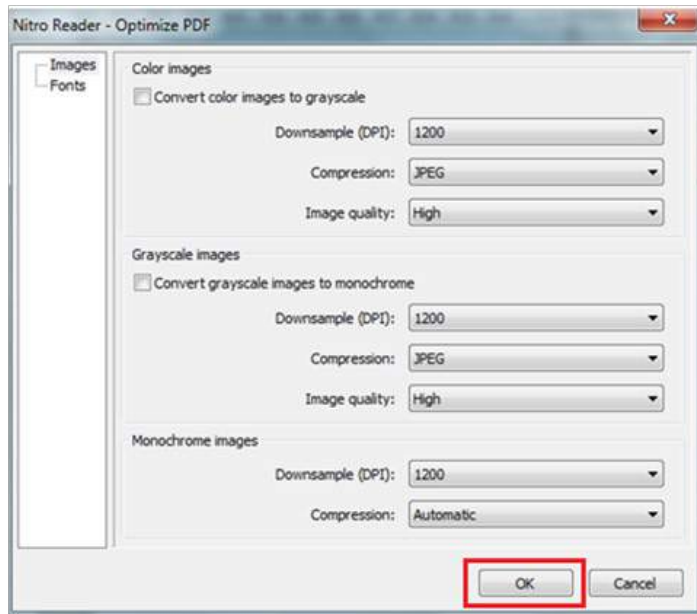 Nitro Reader - Optimize PDF
Images
Fonts
Color images
Convert color images to grayscale
Downsample (DPI): 1200
Compression: JPEG
Image quality: High
Grayscale images
Convert grayscale images to monochrome
Downsample (DPI): 1200
Compression: JPEG
Image quality: High
Monochrome images
Downsample (DPI): 1200
Compression: Automatic
OK Cancel